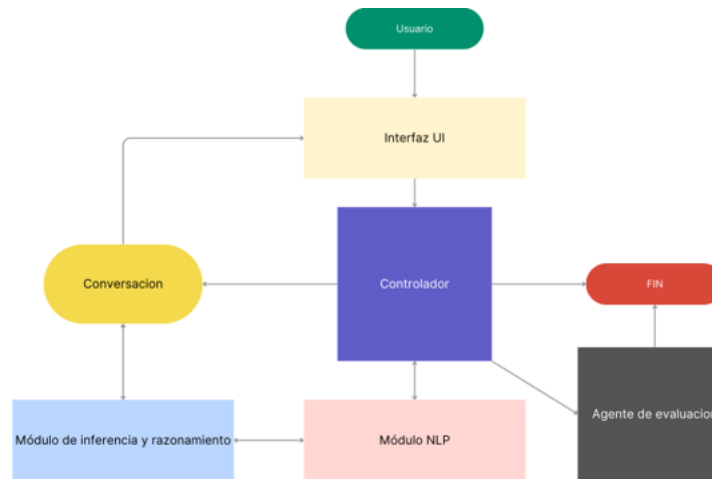 Usuario
Interfaz UI
Conversacion
Controlador
FIN
Agente de evaluacion
Módulo de inferencia y razonamiento
Módulo NLP